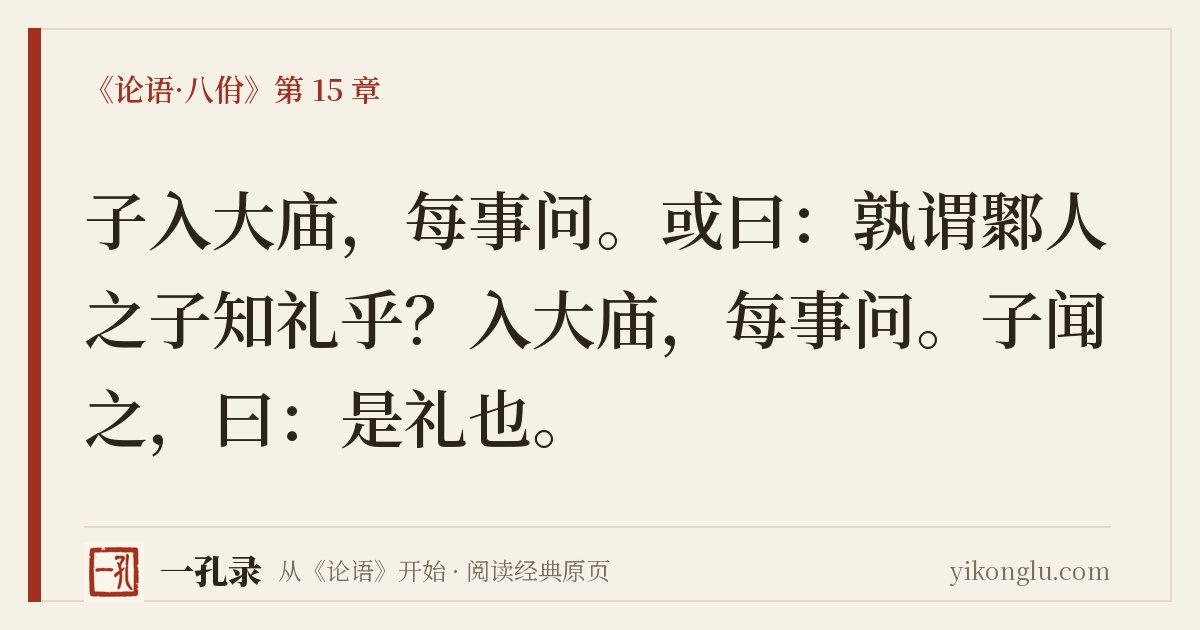 《论语·八佾》第 15 章
子入大庙，每事问。或曰：孰谓鄹人
之子知礼乎？入大庙，每事问。子闻
之，曰：是礼也。
一孔
一孔录 从《论语》开始 · 阅读经典原页 yikonglu.com